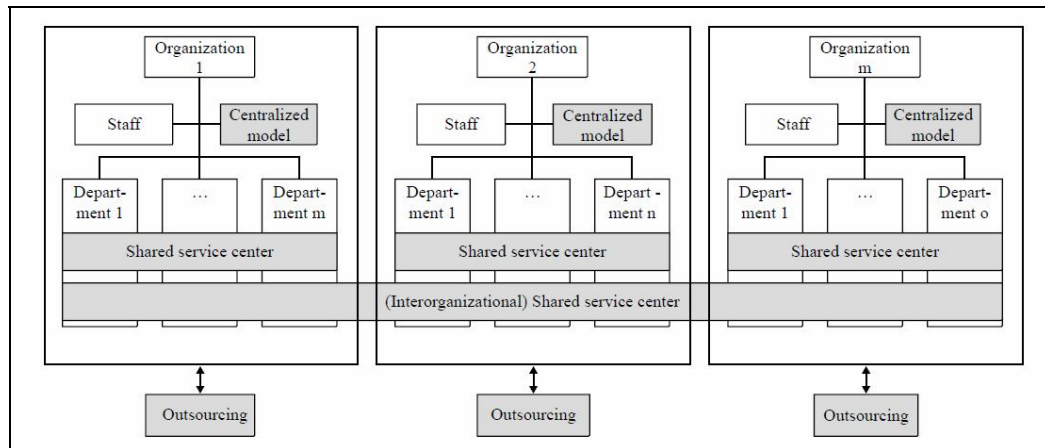 Organization
1
Staff
Centralized
model
Depart-
ment 1
…
Depart-
ment m
Shared service center
Organization
2
Staff
Centralized
model
Depart-
ment 1
…
Depart -
ment n
Shared service center
Organization
m
Staff
Centralized
model
Depart-
ment 1
…
Depart-
ment o
Shared service center
(Interorganizational) Shared service center
Outsourcing
Outsourcing
Outsourcing